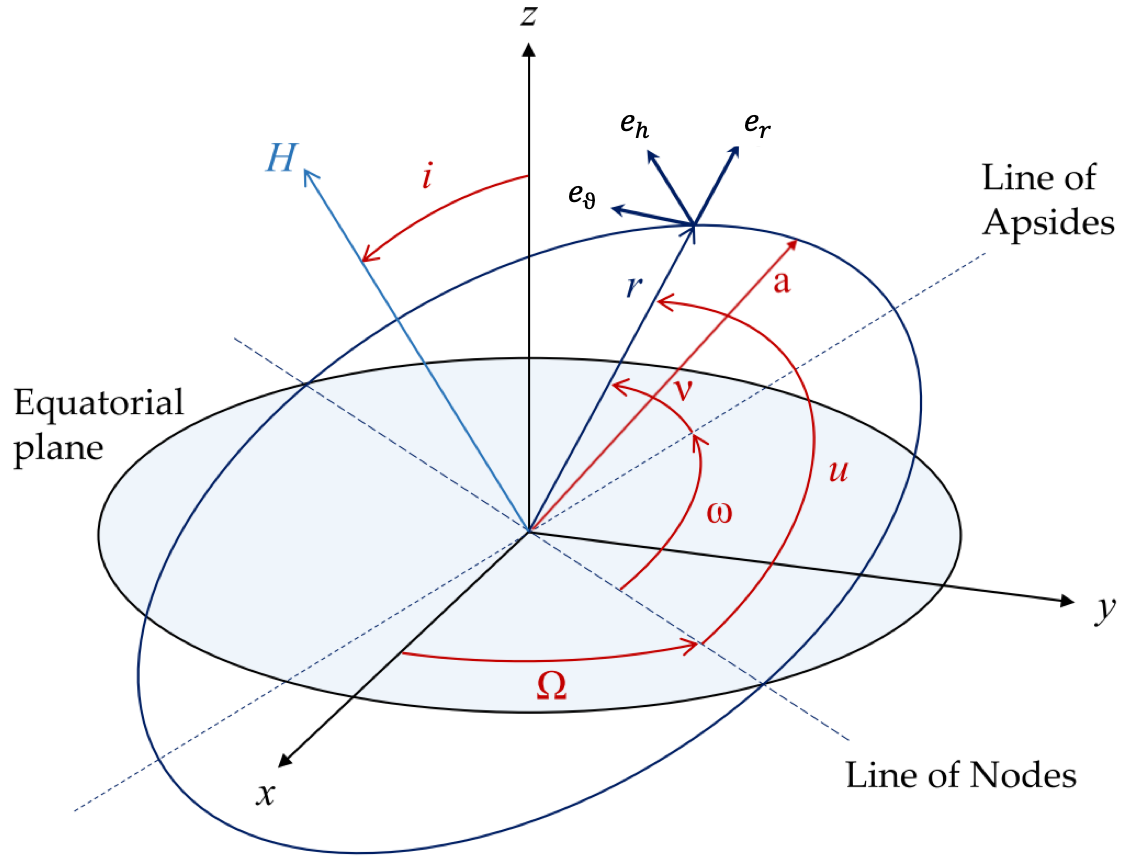 z
e_h
e_r
H
i
e_ϑ
Line of
Apsides
r
a
Equatorial
plane
ν
u
ω
y
Ω
x
Line of Nodes